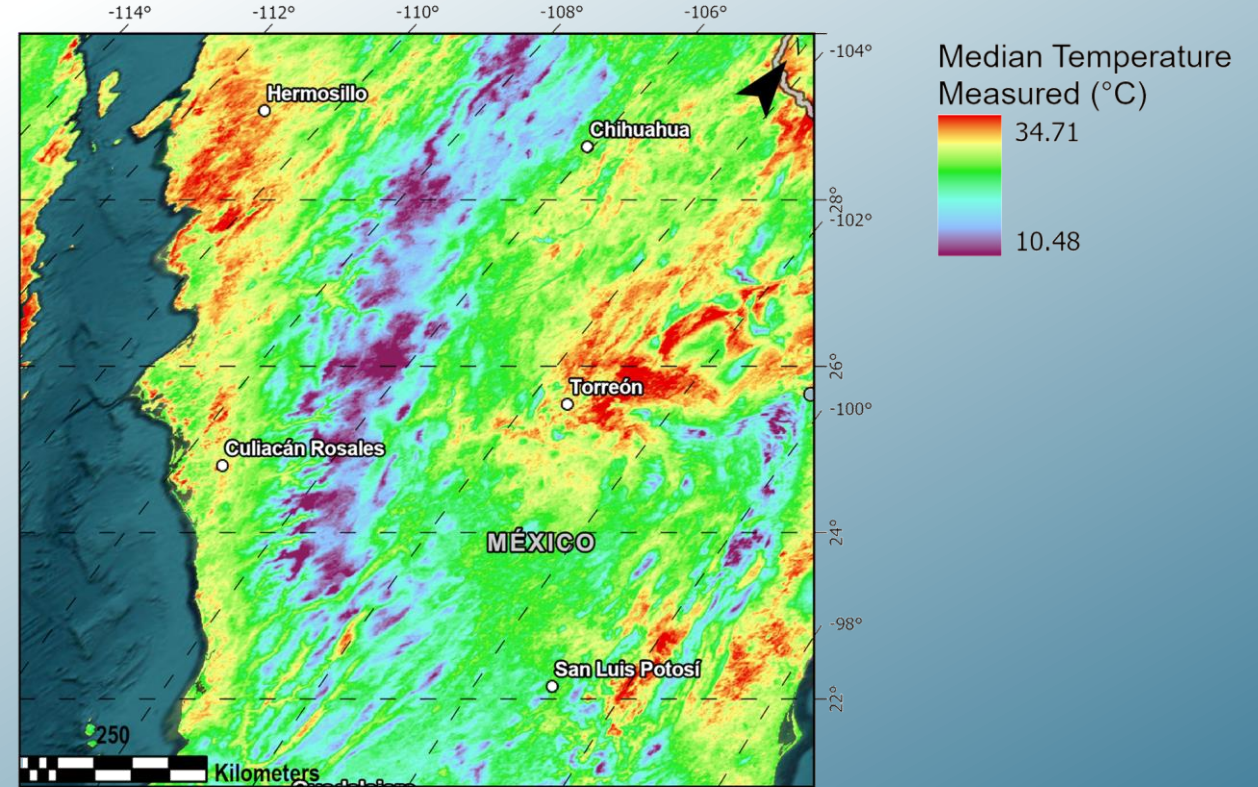 -114°
-112°
-110°
-108°
-106°
N
-104°
Median Temperature
Measured (°C)
34.71
10.48
Hermosillo
Chihuahua
28°
-102°
26°
Torreón
-100°
Culiacán Rosales
24°
MÉXICO
-98°
San Luis Potosí
22°
250
Kilometers